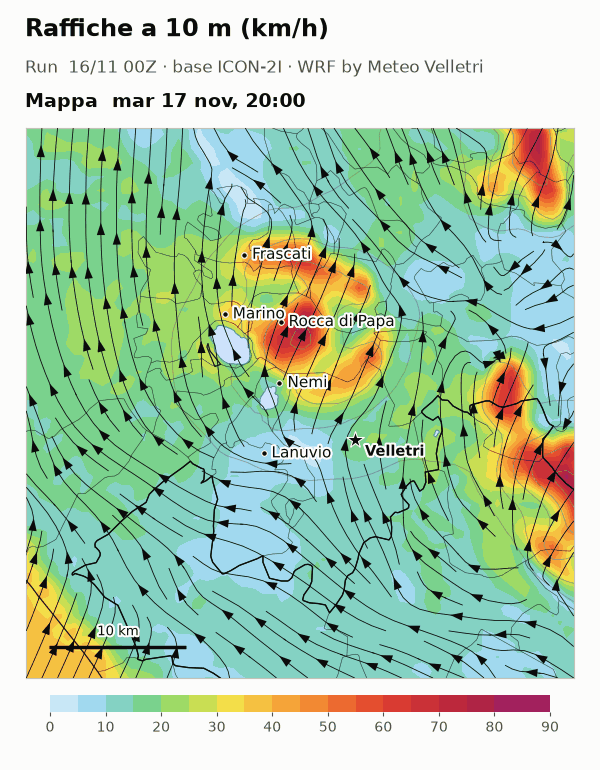 Raffiche a 10 m (km/h)
Run  16/11 00Z · base ICON-2I · WRF by Meteo Velletri
Mappa  mar 17 nov, 20:00
Frascati
Marino
Rocca di Papa
Nemi
Velletri
Lanuvio
10 km
0 10 20 30 40 50 60 70 80 90